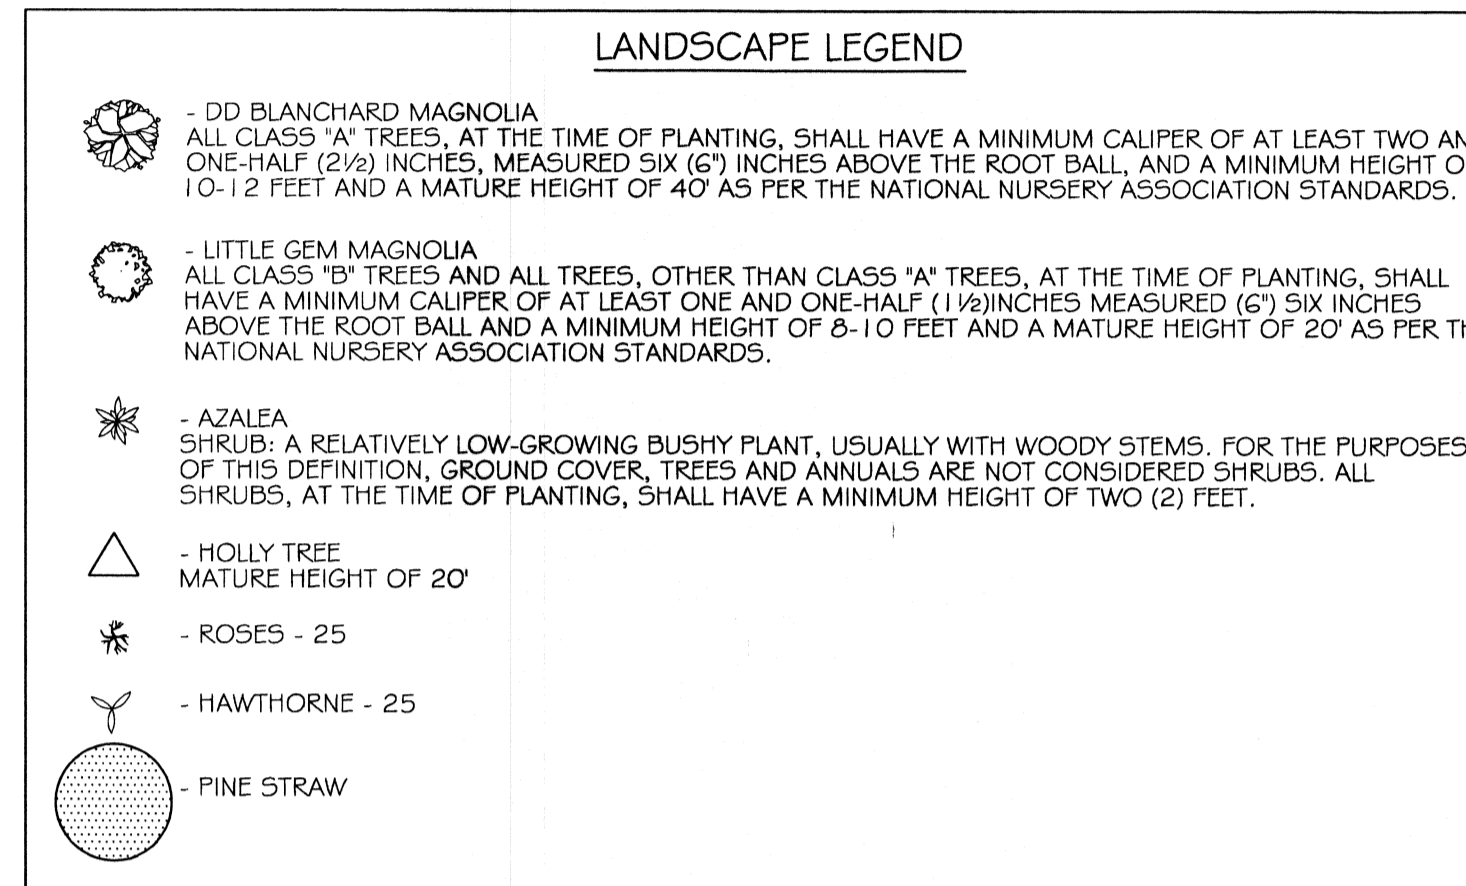 LANDSCAPE LEGEND
- DD BLANCHARD MAGNOLIA
ALL CLASS "A" TREES, AT THE TIME OF PLANTING, SHALL HAVE A MINIMUM CALIPER OF AT LEAST TWO AN
ONE-HALF (2 1/2) INCHES, MEASURED SIX (6") INCHES ABOVE THE ROOT BALL, AND A MINIMUM HEIGHT O
10-12 FEET AND A MATURE HEIGHT OF 40' AS PER THE NATIONAL NURSERY ASSOCIATION STANDARDS.
- LITTLE GEM MAGNOLIA
ALL CLASS "B" TREES AND ALL TREES, OTHER THAN CLASS "A" TREES, AT THE TIME OF PLANTING, SHALL
HAVE A MINIMUM CALIPER OF AT LEAST ONE AND ONE-HALF (1 1/2)INCHES MEASURED (6") SIX INCHES
ABOVE THE ROOT BALL AND A MINIMUM HEIGHT OF 8-10 FEET AND A MATURE HEIGHT OF 20' AS PER TH
NATIONAL NURSERY ASSOCIATION STANDARDS.
- AZALEA
SHRUB: A RELATIVELY LOW-GROWING BUSHY PLANT, USUALLY WITH WOODY STEMS. FOR THE PURPOSES
OF THIS DEFINITION, GROUND COVER, TREES AND ANNUALS ARE NOT CONSIDERED SHRUBS. ALL
SHRUBS, AT THE TIME OF PLANTING, SHALL HAVE A MINIMUM HEIGHT OF TWO (2) FEET.
- HOLLY TREE
MATURE HEIGHT OF 20'
- ROSES - 25
- HAWTHORNE - 25
- PINE STRAW